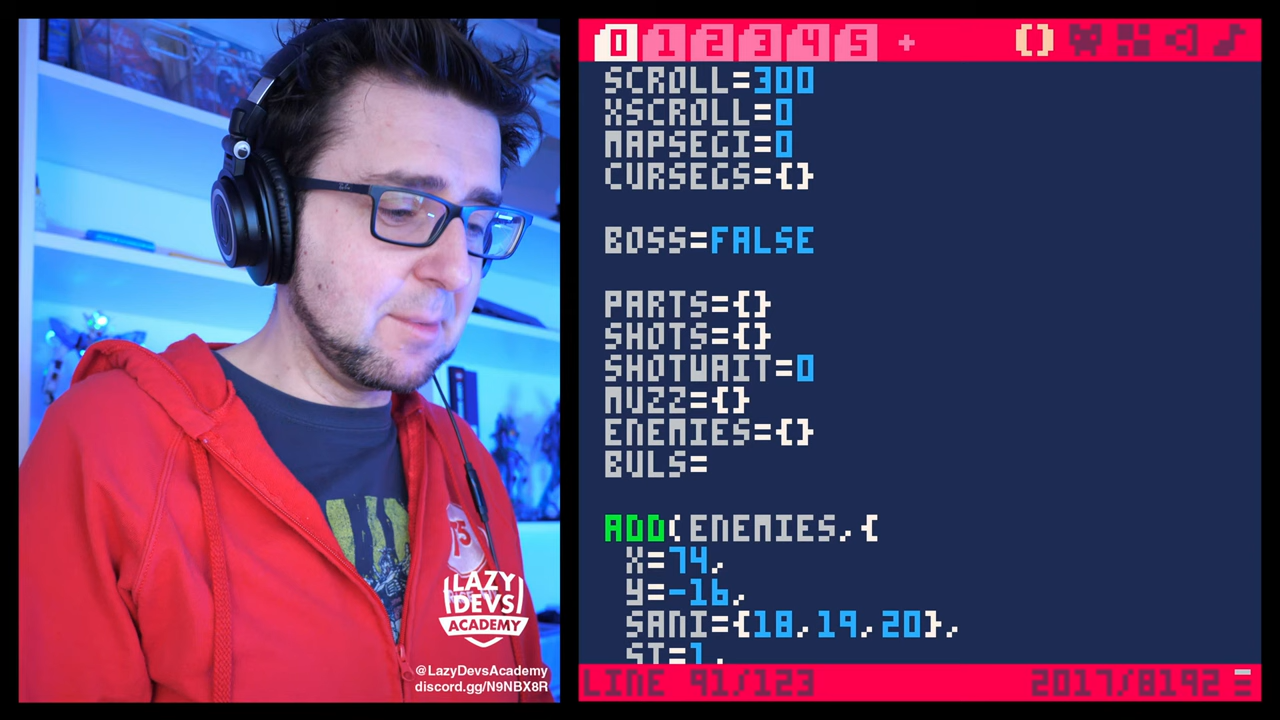 LAZY
DEVS
ACADEMY
@LazyDevsAcademy
discord.gg/N9NBX8R
0 1 2 3 4 5 +
SCROLL=300
XSCROLL=0
MAPSEGI=0
CURSEGS={}
BOSS=FALSE
PARTS={}
SHOTS={}
SHOTWAIT=0
MUZZ={}
ENEMIES={}
BULS=
ADD(ENEMIES,{
X=74,
Y=-16,
SANI={18,19,20},
SI=1,
LINE 91/123
2017/8192